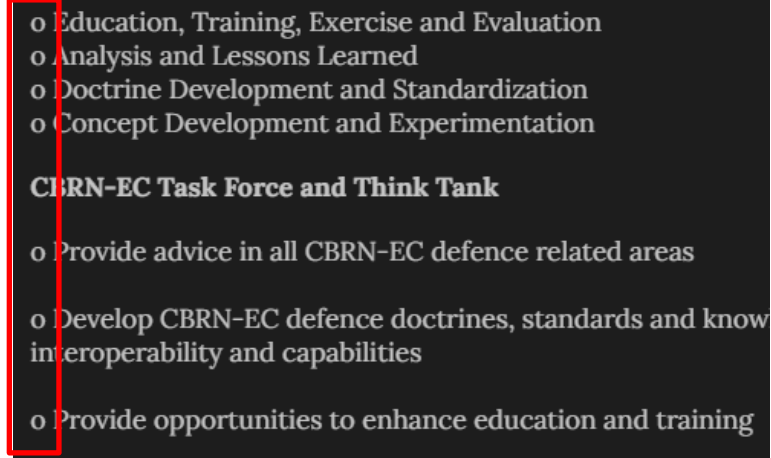 o Education, Training, Exercise and Evaluation
o Analysis and Lessons Learned
o Doctrine Development and Standardization
o Concept Development and Experimentation
CBRN-EC Task Force and Think Tank
o Provide advice in all CBRN-EC defence related areas
o Develop CBRN-EC defence doctrines, standards and
interoperability and capabilities
o Provide opportunities to enhance education and training